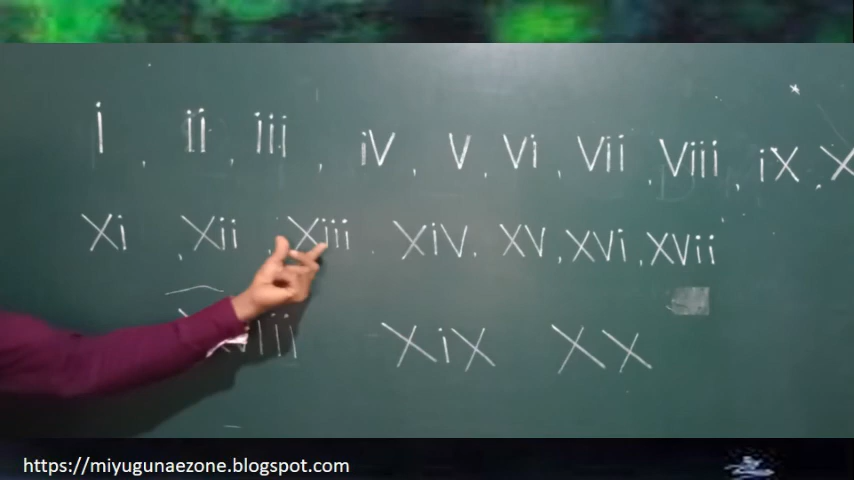 i , ii , iii , iV , V , Vi , Vii , Viii , iX , X
Xi , Xii , Xiii , XiV , XV , XVi , XVii
XiX XX
https://miyugunaezone.blogspot.com